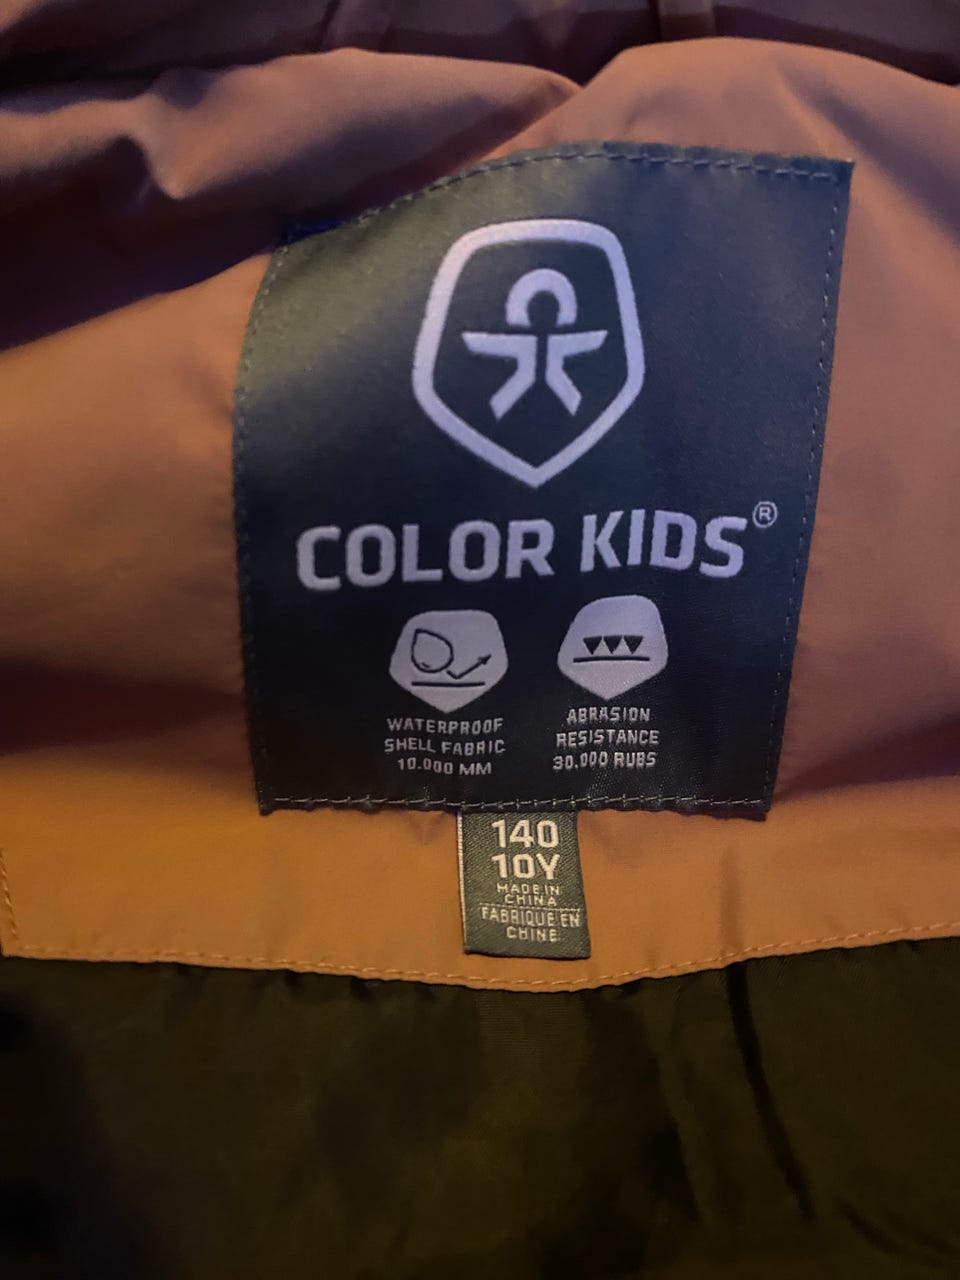 COLOR KIDS®
WATERPROOF
SHELL FABRIC
10.000 MM
ABRASION
RESISTANCE
30.000 RUBS
140
10Y
MADE IN
CHINA
FABRIQUE EN
CHINE